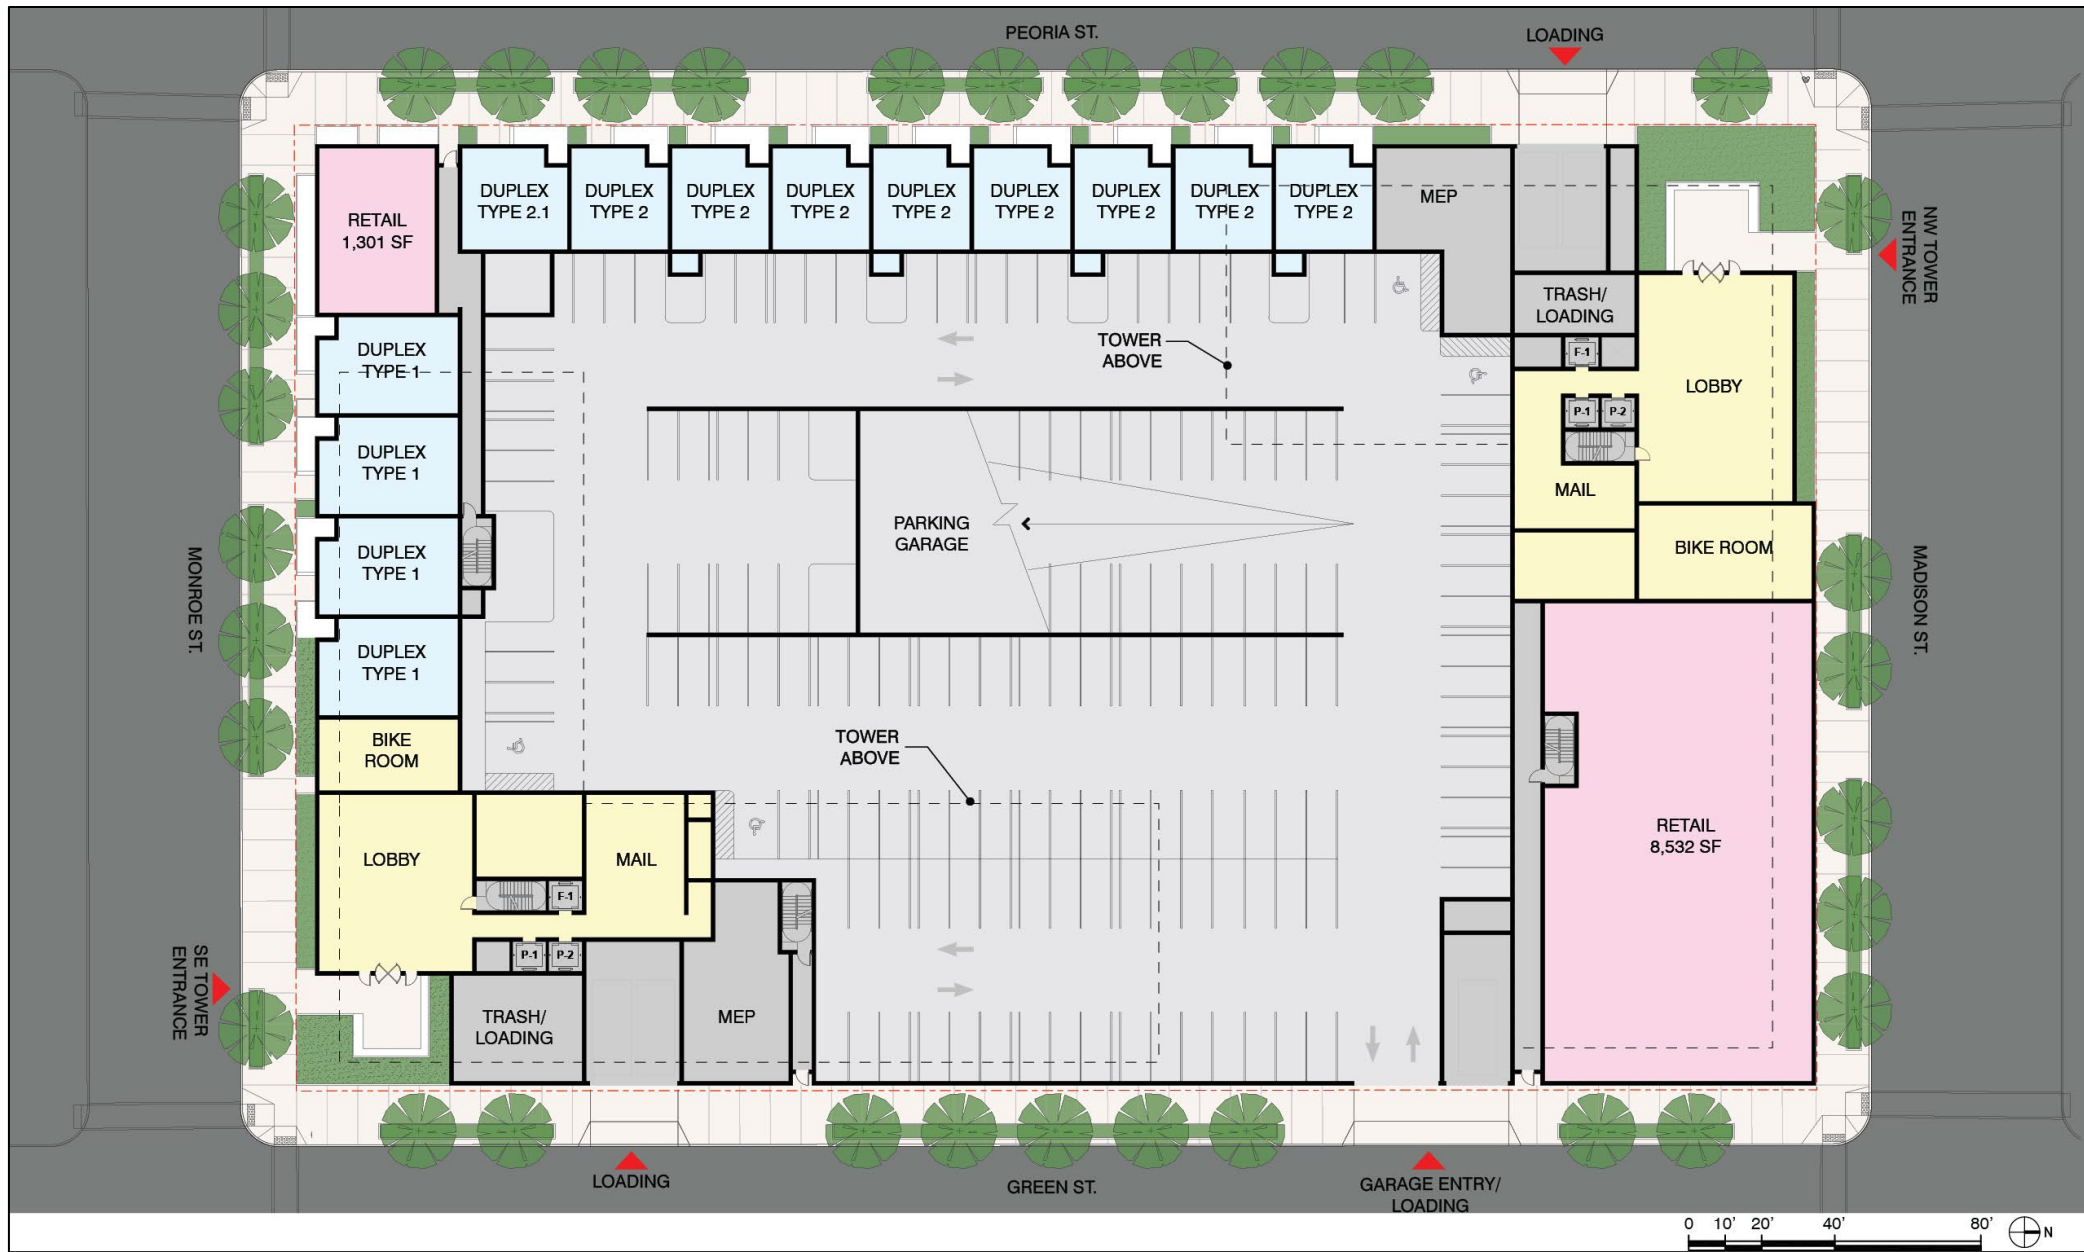 PEORIA ST.
LOADING
NW TOWER
ENTRANCE
RETAIL
1,301 SF
DUPLEX
TYPE 2.1
DUPLEX
TYPE 2
DUPLEX
TYPE 2
DUPLEX
TYPE 2
DUPLEX
TYPE 2
DUPLEX
TYPE 2
DUPLEX
TYPE 2
DUPLEX
TYPE 2
DUPLEX
TYPE 2
MEP
TRASH/
LOADING
F-1
LOBBY
P-1
P-2
MAIL
BIKE ROOM
DUPLEX
TYPE 1
DUPLEX
TYPE 1
DUPLEX
TYPE 1
DUPLEX
TYPE 1
TOWER
ABOVE
PARKING
GARAGE
MONROE ST.
MADISON ST.
BIKE
ROOM
TOWER
ABOVE
RETAIL
8,532 SF
LOBBY
MAIL
F-1
P-1
P-2
SE TOWER
ENTRANCE
TRASH/
LOADING
MEP
LOADING
GREEN ST.
GARAGE ENTRY/
LOADING
0 10' 20' 40' 80'
N